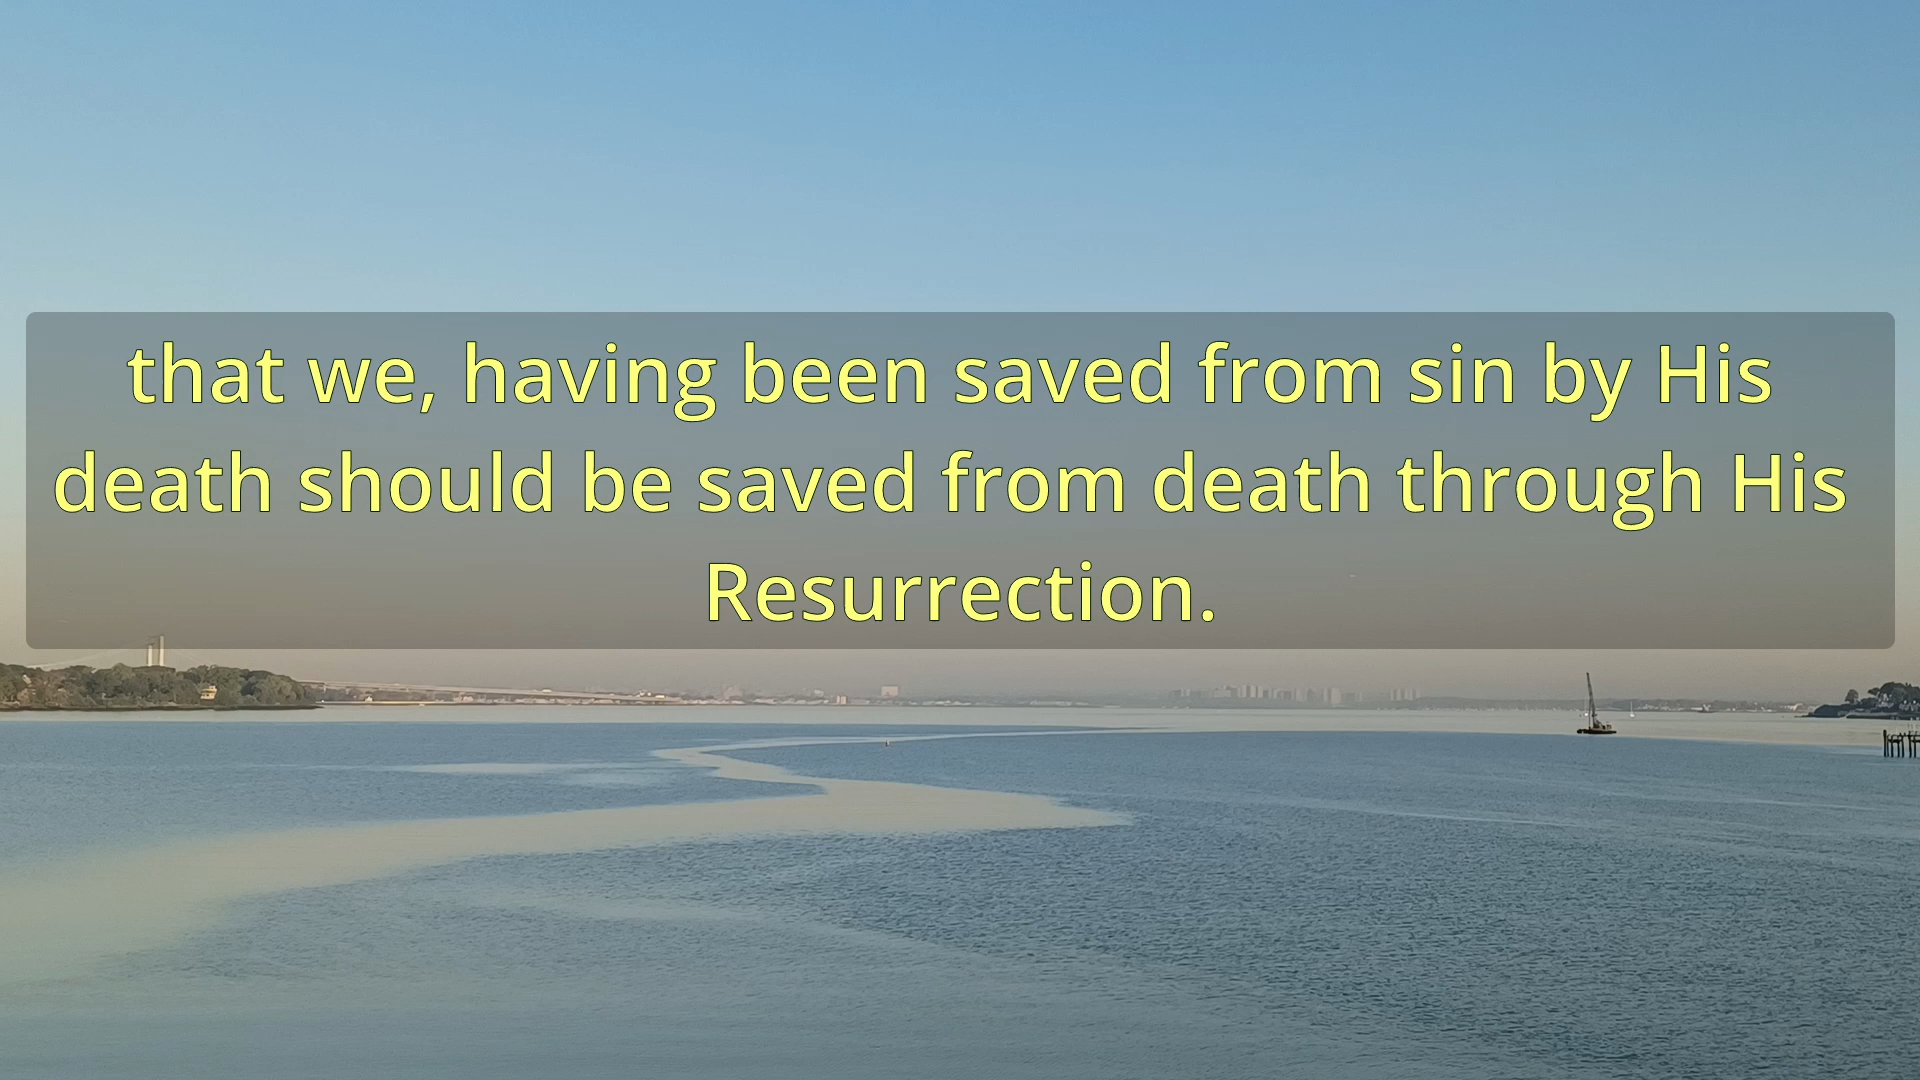 that we, having been saved from sin by His
death should be saved from death through His
Resurrection.